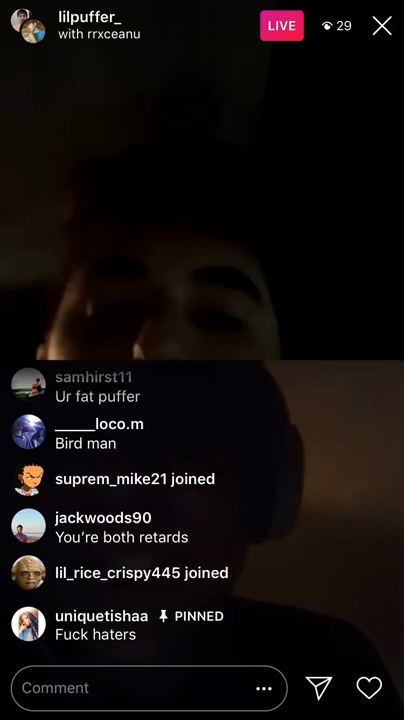 lilpuffer_
with rrxceanu
LIVE
29
samhirst11
Ur fat puffer
_____loco.m
Bird man
suprem_mike21 joined
jackwoods90
You're both retards
lil_rice_crispy445 joined
uniquetishaa PINNED
Fuck haters
Comment